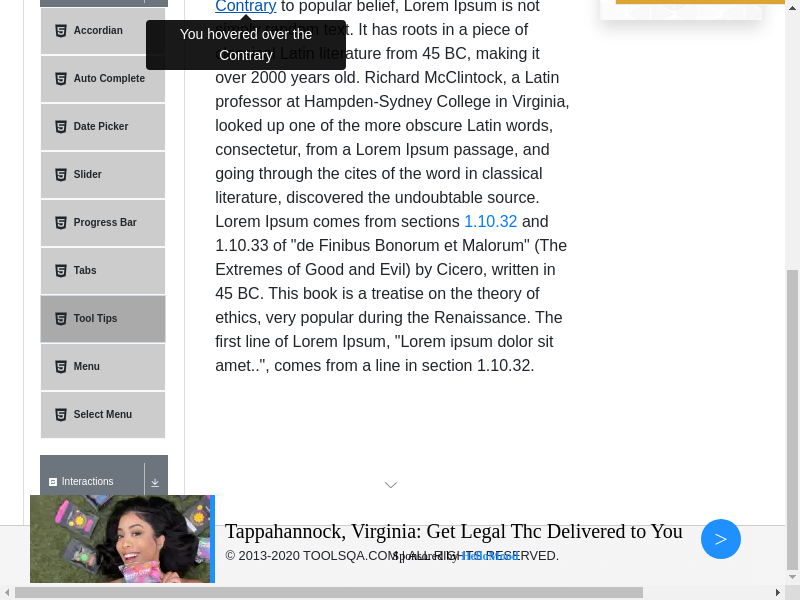 Accordian
Auto Complete
Date Picker
Slider
Progress Bar
Tabs
Tool Tips
Menu
Select Menu
Interactions
Contrary to popular belief, Lorem Ipsum is not
You hovered over the
Contrary
simply random text. It has roots in a piece of
classical Latin literature from 45 BC, making it
over 2000 years old. Richard McClintock, a Latin
professor at Hampden-Sydney College in Virginia,
looked up one of the more obscure Latin words,
consectetur, from a Lorem Ipsum passage, and
going through the cites of the word in classical
literature, discovered the undoubtable source.
Lorem Ipsum comes from sections 1.10.32 and
1.10.33 of "de Finibus Bonorum et Malorum" (The
Extremes of Good and Evil) by Cicero, written in
45 BC. This book is a treatise on the theory of
ethics, very popular during the Renaissance. The
first line of Lorem Ipsum, "Lorem ipsum dolor sit
amet..", comes from a line in section 1.10.32.
Tappahannock, Virginia: Get Legal Thc Delivered to You
© 2013-2020 TOOLSQA.COM | ALL RIGHTS RESERVED.
Sponsored by HelloMood